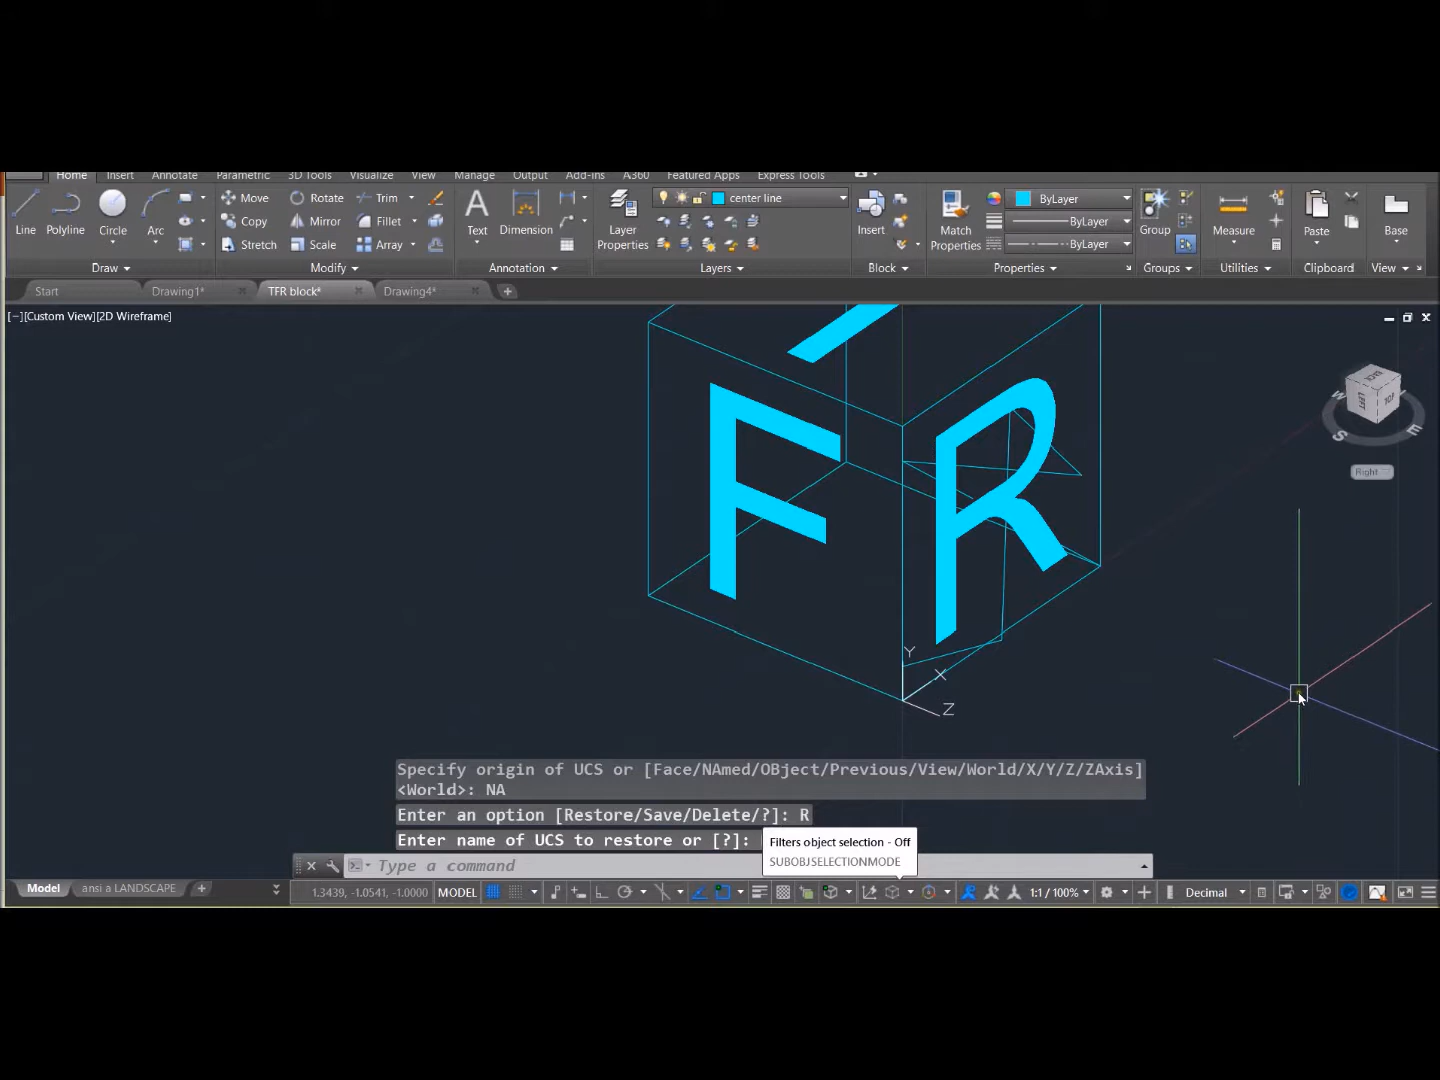 Home Insert Annotate Parametric 3D Tools Visualize View Manage Output Add-ins A360 Featured Apps Express Tools
Line Polyline Circle Arc
Move Rotate Trim
Copy Mirror Fillet
Stretch Scale Array
Text Dimension
Layer Properties
center line
Insert
Match Properties
ByLayer
ByLayer
ByLayer
Group
Measure
Paste
Base
Draw Modify Annotation Layers Block Properties Groups Utilities Clipboard View
Start Drawing1* TFR block* Drawing4*
[−][Custom View][2D Wireframe]
BACK
LEFT TOP
W S E
Right
F R
Y
X
Z
Specify origin of UCS or [Face/NAmed/OBject/Previous/View/World/X/Y/Z/ZAxis]
<World>: NA
Enter an option [Restore/Save/Delete/?]: R
Enter name of UCS to restore or [?]:
Filters object selection - Off
SUBOBJSELECTIONMODE
Type a command
Model ansi a LANDSCAPE
1.3439, -1.0541, -1.0000 MODEL 1:1 / 100% Decimal